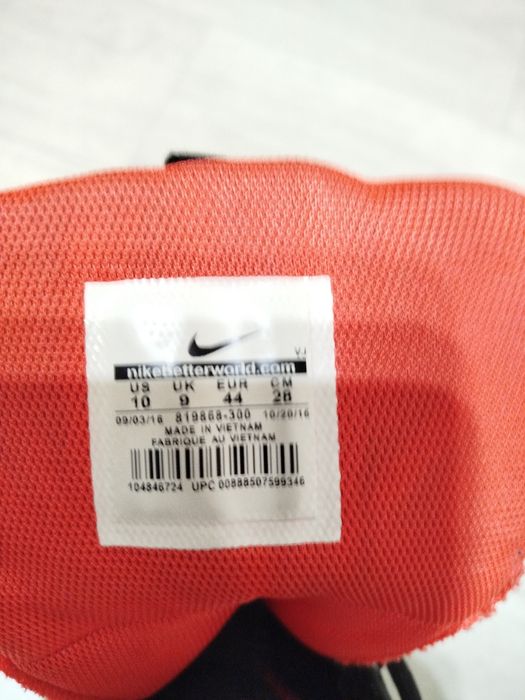 VJ
nikebetterworld.com
US UK EUR CM
10 9 44 28
09/03/16 819868-300 10/20/16
MADE IN VIETNAM
FABRIQUE AU VIETNAM
104846724 UPC 00888507599346